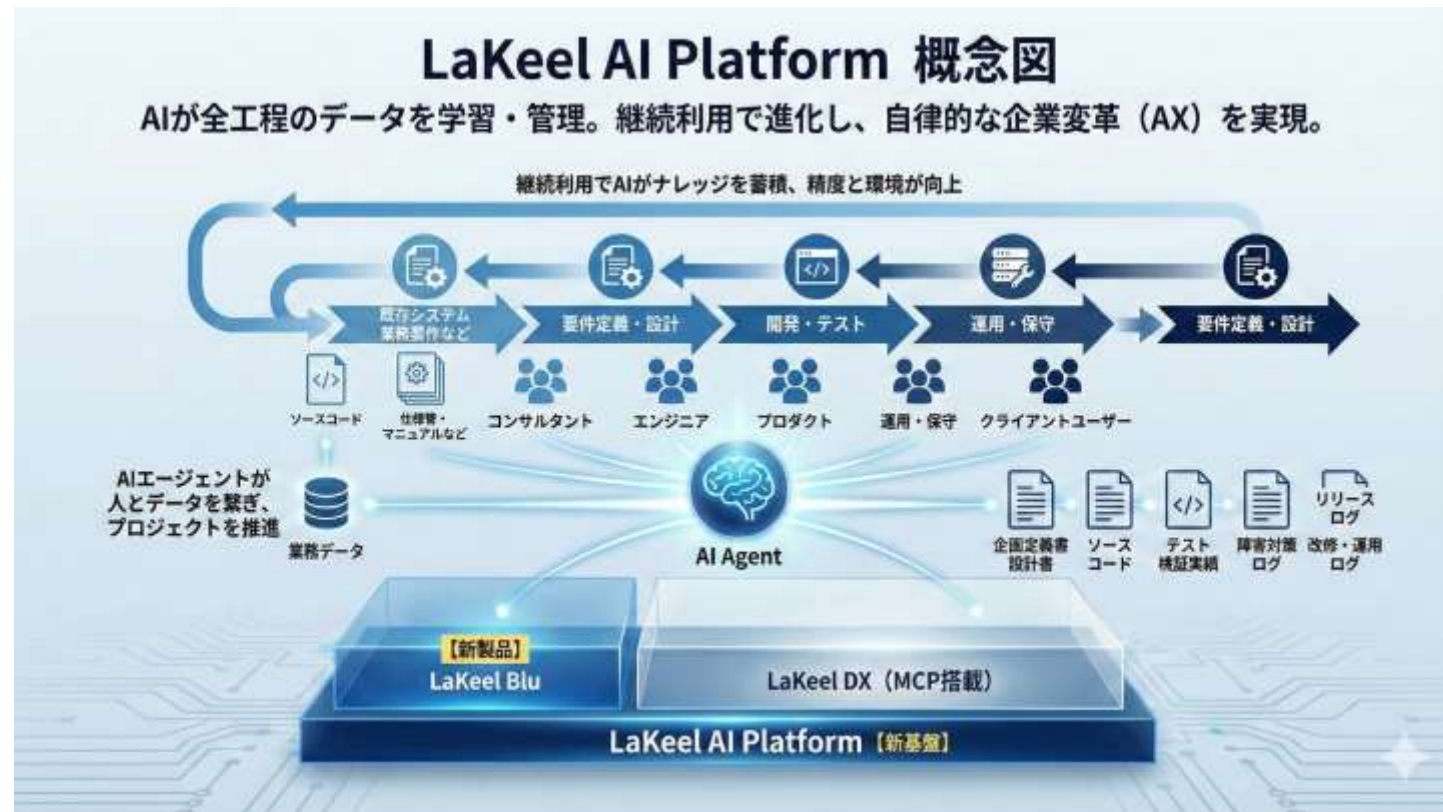 LaKeel AI Platform 概念図
AIが全工程のデータを学習・管理。継続利用で進化し、自律的な企業変革（AX）を実現。
継続利用でAIがナレッジを蓄積、精度と環境が向上
既存システム
業務要件など
要件定義・設計
開発・テスト
運用・保守
要件定義・設計
</>
</>
ソースコード
仕様書・
マニュアルなど
コンサルタント
エンジニア
プロダクト
運用・保守
クライアントユーザー
AIエージェントが
人とデータを繋ぎ、
プロジェクトを推進
業務データ
AI Agent
</>
企画定義書
設計書
ソース
コード
テスト
検証実績
障害対策
ログ
リリース
ログ
改修・運用
ログ
【新製品】
LaKeel Blu
LaKeel DX（MCP搭載）
LaKeel AI Platform【新基盤】